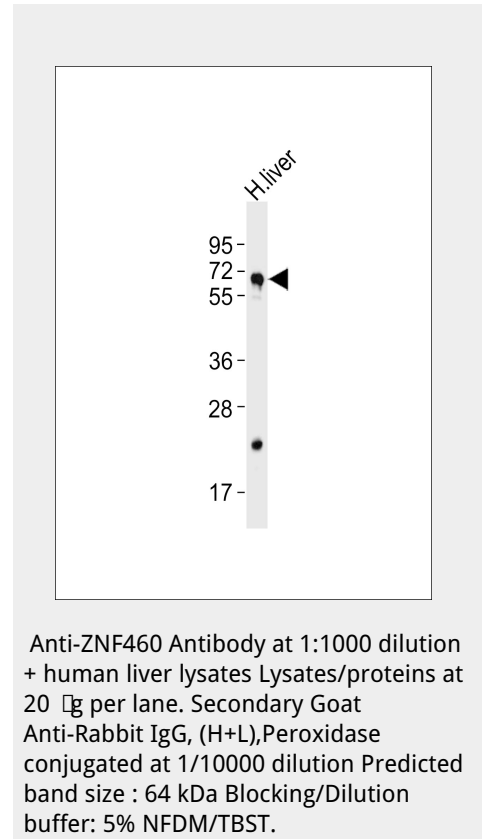 H.liver
95
72
55
36
28
17
Anti-ZNF460 Antibody at 1:1000 dilution
+ human liver lysates Lysates/proteins at
20 □g per lane. Secondary Goat
Anti-Rabbit IgG, (H+L),Peroxidase
conjugated at 1/10000 dilution Predicted
band size : 64 kDa Blocking/Dilution
buffer: 5% NFDM/TBST.